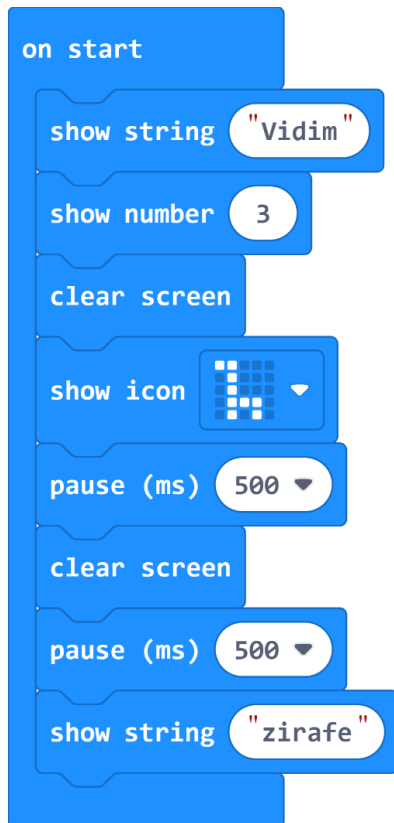 on start
show string "Vidim"
show number 3
clear screen
show icon
pause (ms) 500
clear screen
pause (ms) 500
show string "zirafe"